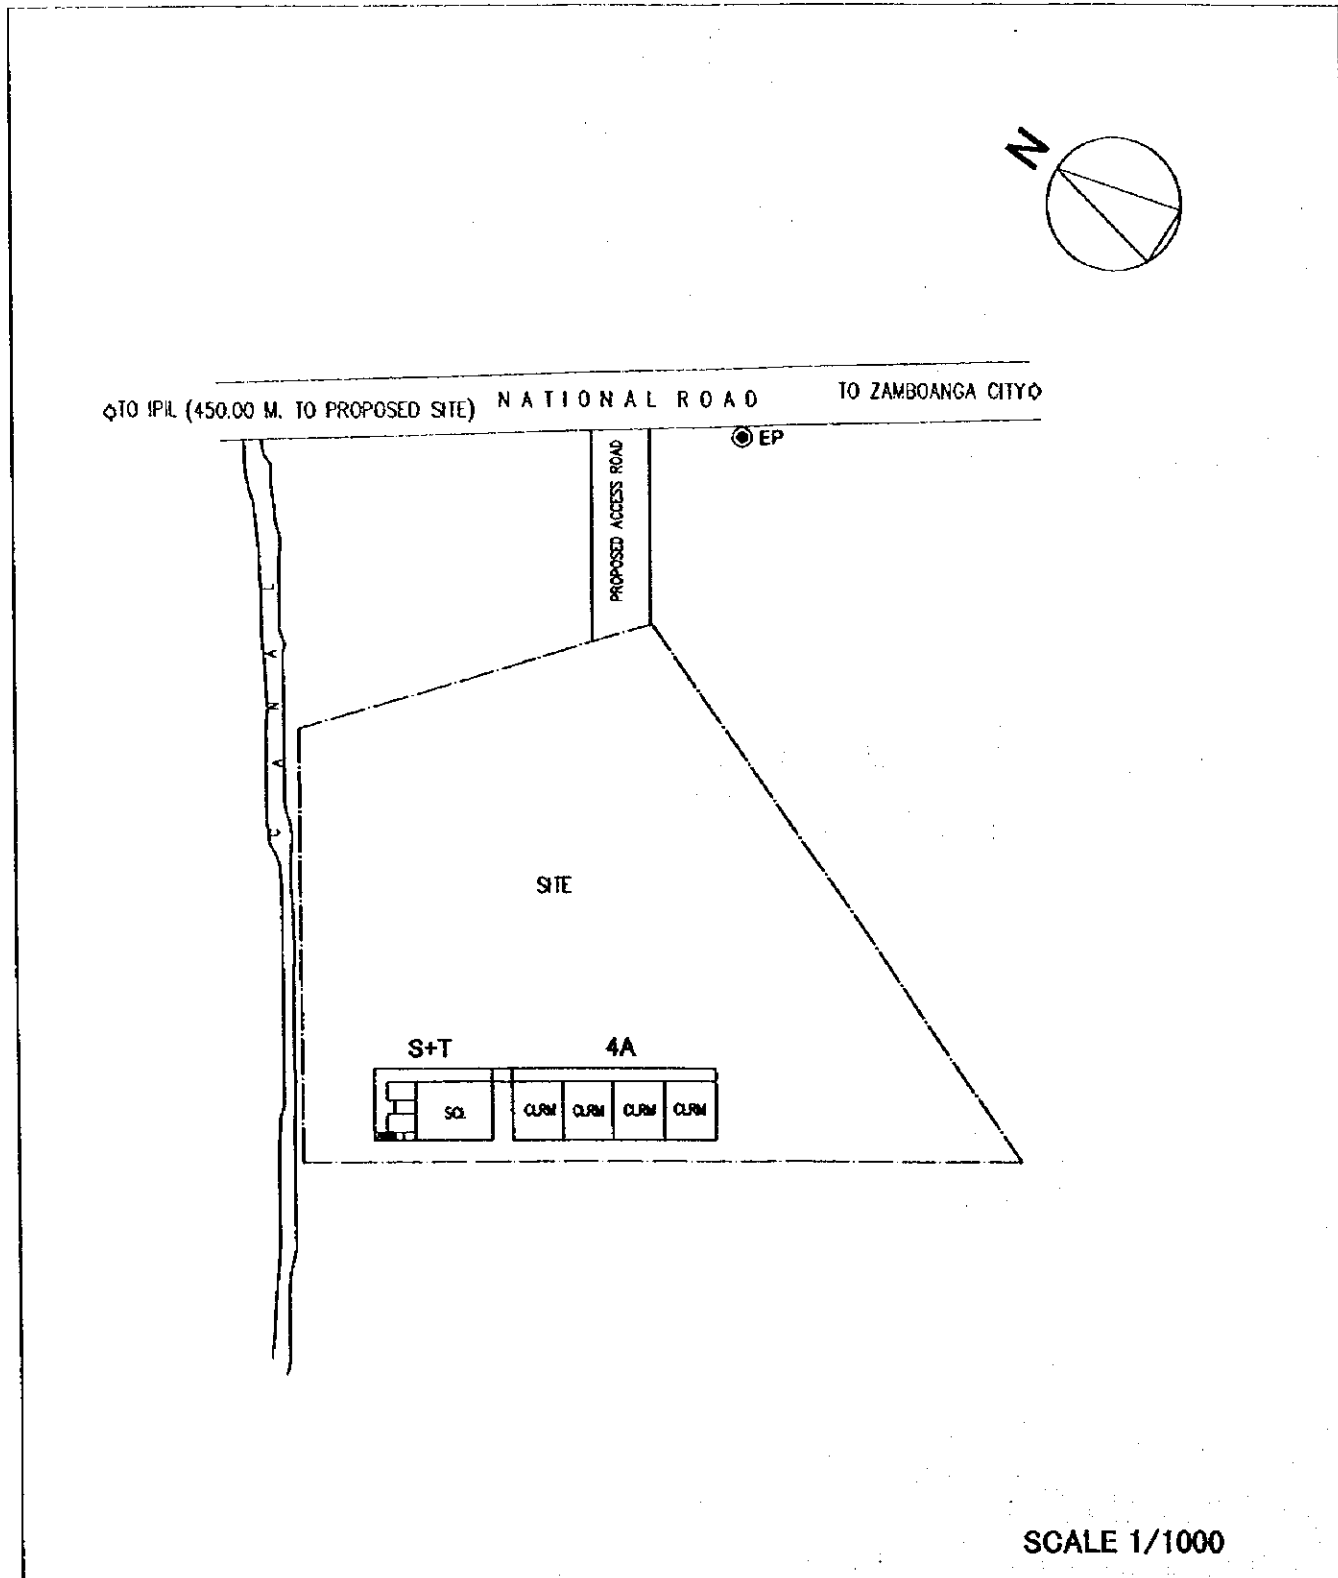 N
TO IPIL (450.00 M. TO PROPOSED SITE)
NATIONAL ROAD
TO ZAMBOANGA CITY
EP
PROPOSED ACCESS ROAD
CANAL
SITE
S+T
4A
SCL
CLRM
CLRM
CLRM
CLRM
SCALE 1/1000